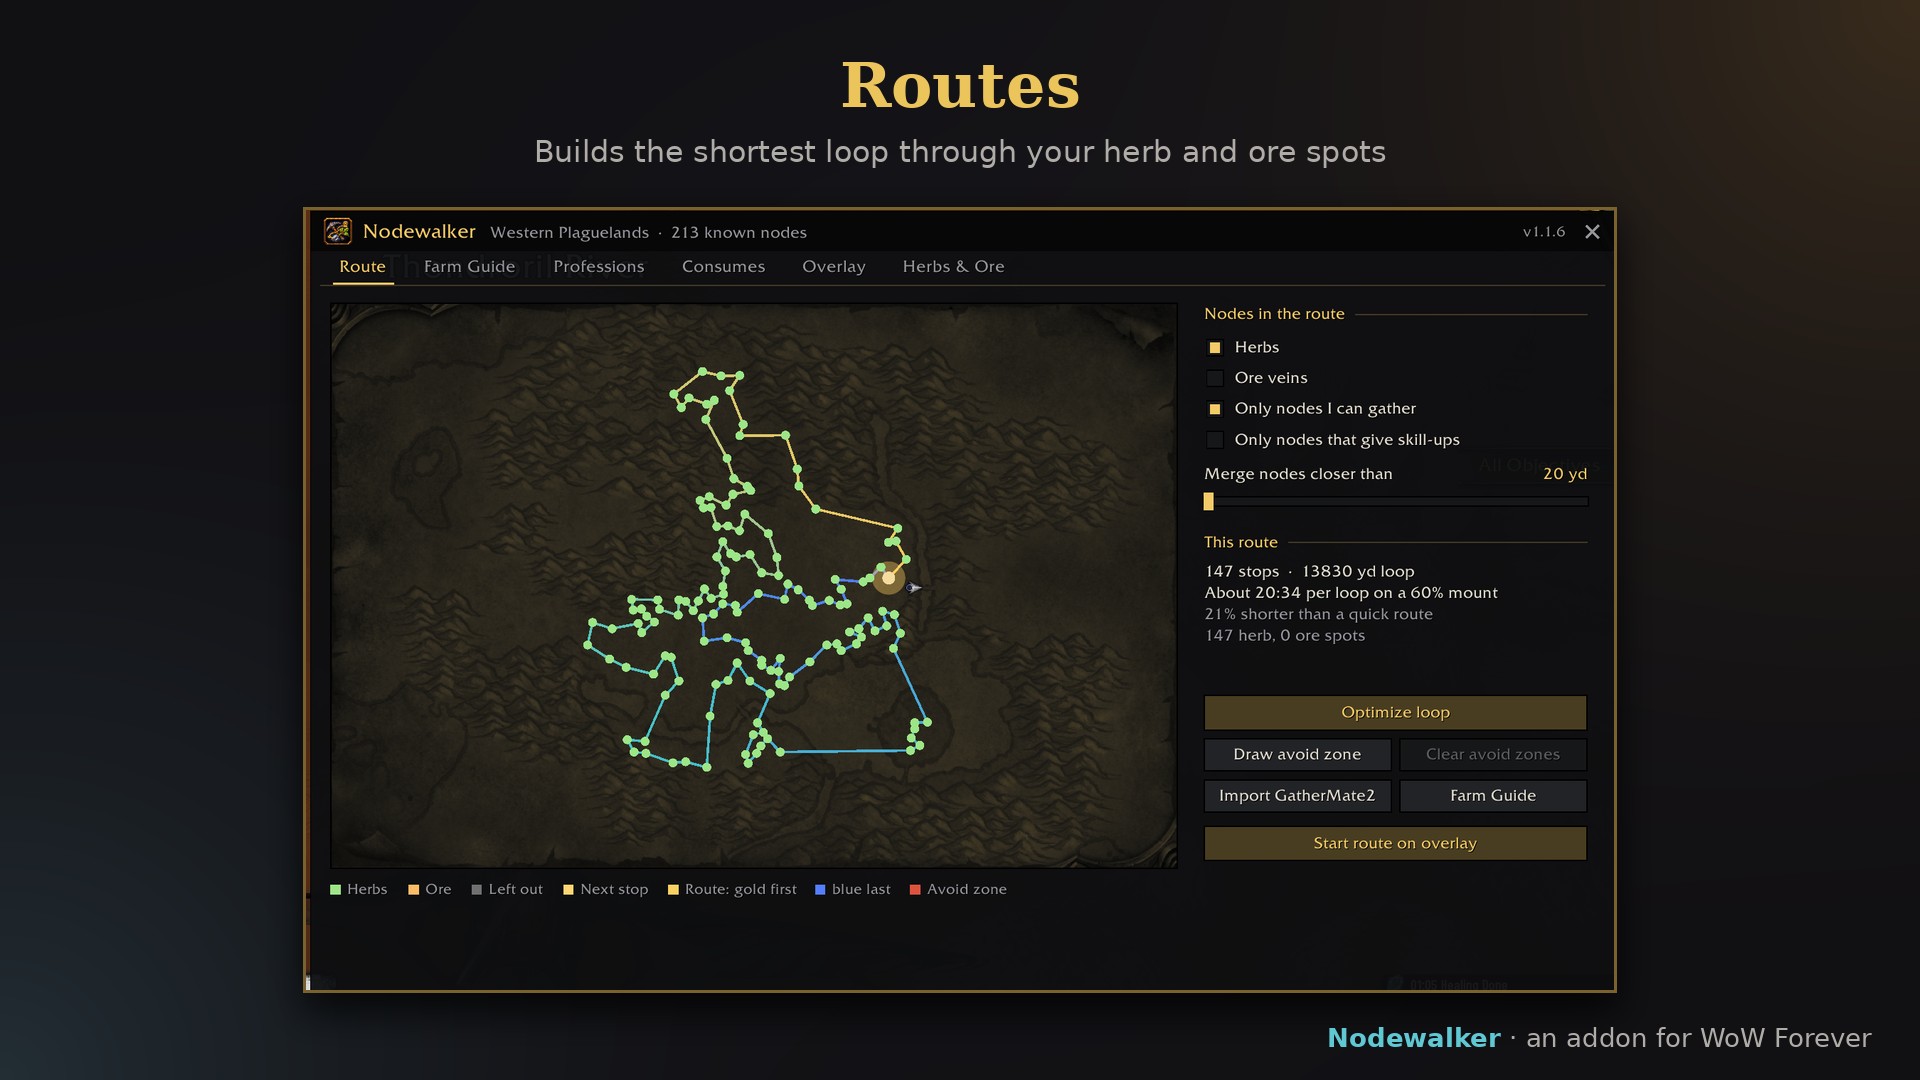 Routes
Builds the shortest loop through your herb and ore spots
Nodewalker Western Plaguelands · 213 known nodes v1.1.6
Route Farm Guide Professions Consumes Overlay Herbs & Ore
Nodes in the route
Herbs
Ore veins
Only nodes I can gather
Only nodes that give skill-ups
Merge nodes closer than 20 yd
This route
147 stops · 13830 yd loop
About 20:34 per loop on a 60% mount
21% shorter than a quick route
147 herb, 0 ore spots
Optimize loop
Draw avoid zone Clear avoid zones
Import GatherMate2 Farm Guide
Start route on overlay
Herbs Ore Left out Next stop Route: gold first blue last Avoid zone
Nodewalker · an addon for WoW Forever